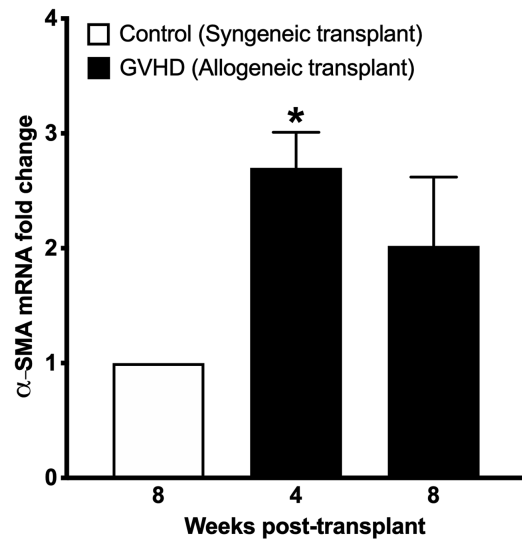 4
Control (Syngeneic transplant)
GVHD (Allogeneic transplant)
*
3
2
1
0
α-SMA mRNA fold change
8 4 8
Weeks post-transplant